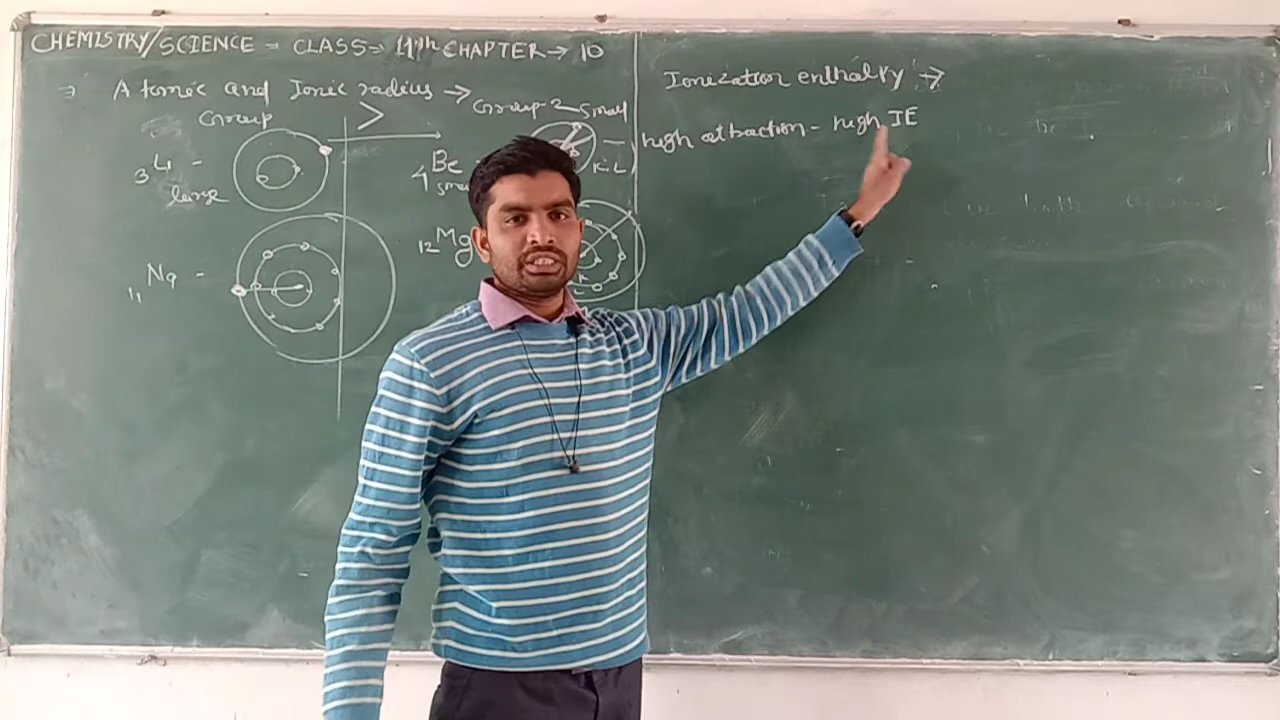 CHEMISTRY/SCIENCE = CLASS = 11th CHAPTER → 10
⇒ Atomic and Ionic radius →
Group > Group-2 small
3Li - large
4Be small K L
11Na -
12Mg K L
Ionization enthalpy →
high attraction - high IE